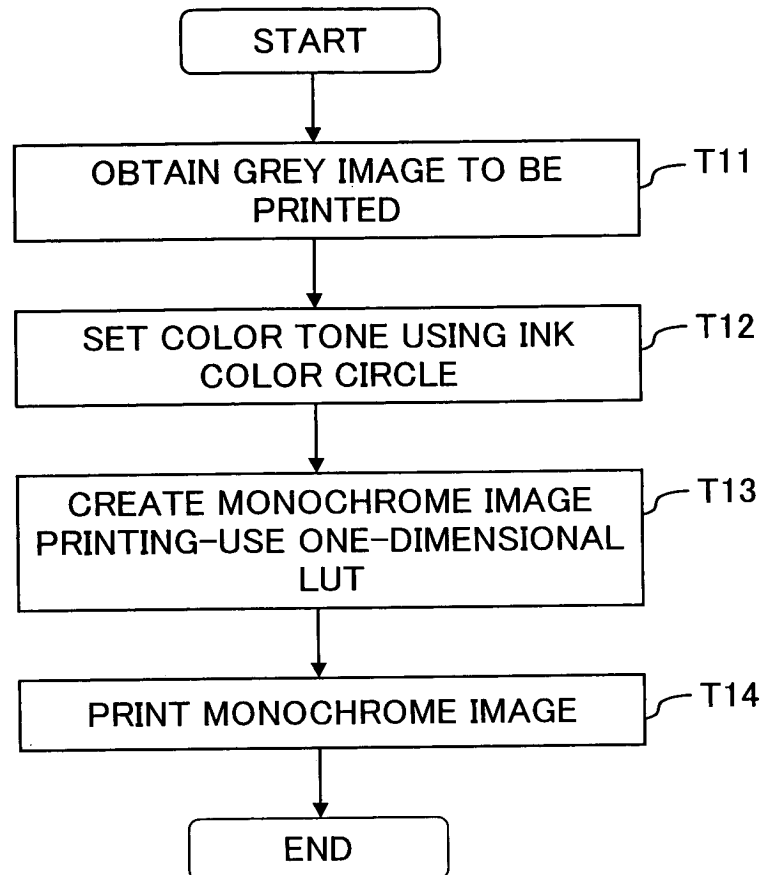 START
OBTAIN GREY IMAGE TO BE
PRINTED
T11
SET COLOR TONE USING INK
COLOR CIRCLE
T12
CREATE MONOCHROME IMAGE
PRINTING-USE ONE-DIMENSIONAL
LUT
T13
PRINT MONOCHROME IMAGE
T14
END